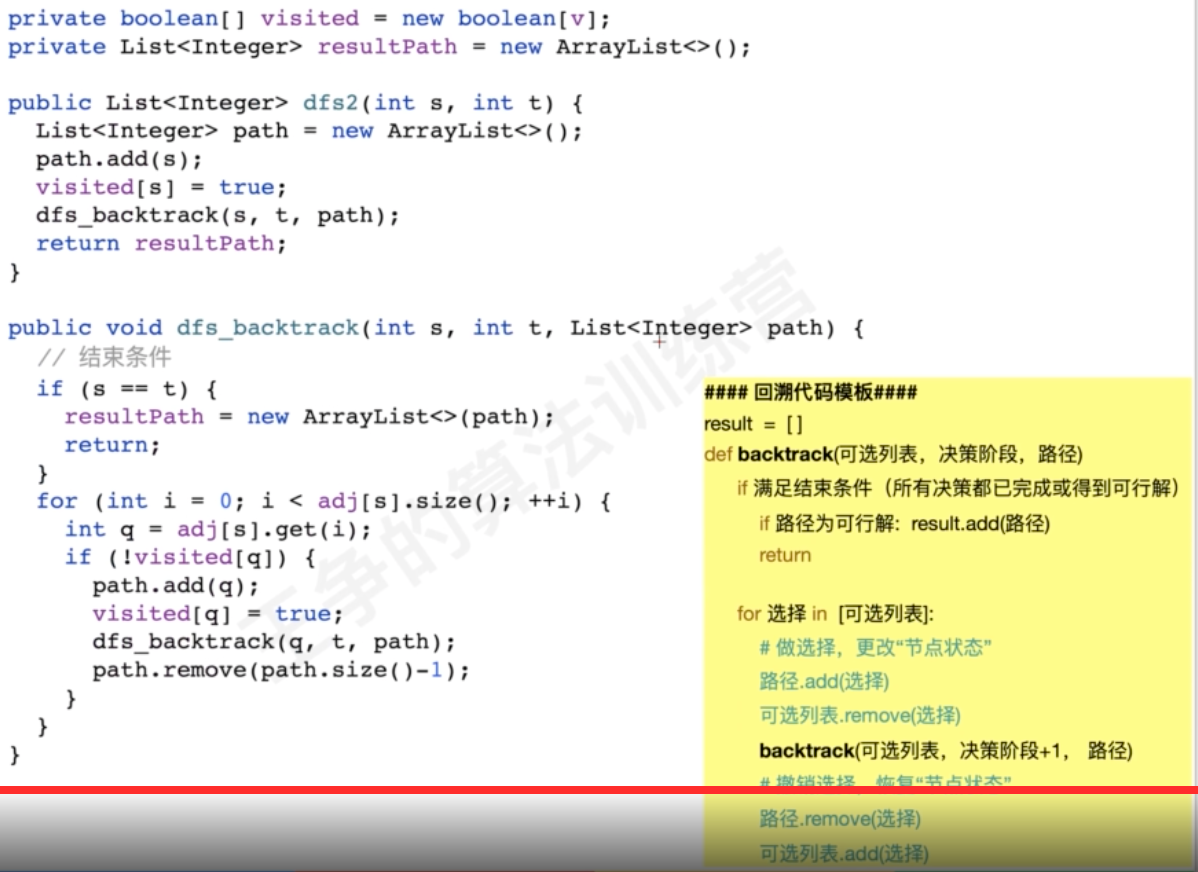 private boolean[] visited = new boolean[v];
private List<Integer> resultPath = new ArrayList<>();
public List<Integer> dfs2(int s, int t) {
List<Integer> path = new ArrayList<>();
path.add(s);
visited[s] = true;
dfs_backtrack(s, t, path);
return resultPath;
}
public void dfs_backtrack(int s, int t, List<Integer> path) {
// 结束条件
if (s == t) {
resultPath = new ArrayList<>(path);
return;
}
for (int i = 0; i < adj[s].size(); ++i) {
int q = adj[s].get(i);
if (!visited[q]) {
path.add(q);
visited[q] = true;
dfs_backtrack(q, t, path);
path.remove(path.size()-1);
}
}
}
#### 回溯代码模板####
result = []
def backtrack(可选列表，决策阶段，路径)
if 满足结束条件（所有决策都已完成或得到可行解）
if 路径为可行解: result.add(路径)
return
for 选择 in [可选列表]:
# 做选择，更改“节点状态”
路径.add(选择)
可选列表.remove(选择)
backtrack(可选列表，决策阶段+1， 路径)
# 撤销选择，恢复“节点状态”
路径.remove(选择)
可选列表.add(选择)
王争的算法训练营